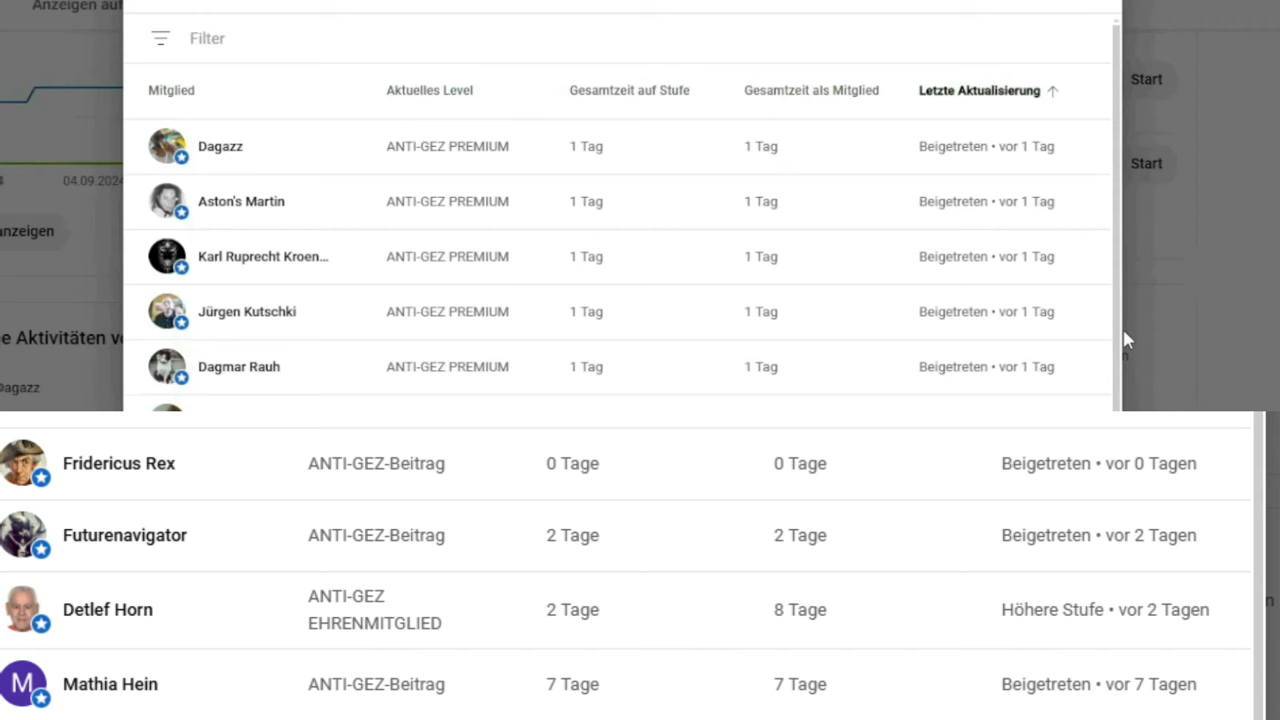 Anzeigen auf
Filter
Mitglied Aktuelles Level Gesamtzeit auf Stufe Gesamtzeit als Mitglied Letzte Aktualisierung
Start
Dagazz ANTI-GEZ PREMIUM 1 Tag 1 Tag Beigetreten • vor 1 Tag
Start
04.09.2024
Aston's Martin ANTI-GEZ PREMIUM 1 Tag 1 Tag Beigetreten • vor 1 Tag
anzeigen
Karl Ruprecht Kroen... ANTI-GEZ PREMIUM 1 Tag 1 Tag Beigetreten • vor 1 Tag
Jürgen Kutschki ANTI-GEZ PREMIUM 1 Tag 1 Tag Beigetreten • vor 1 Tag
e Aktivitäten v
Dagmar Rauh ANTI-GEZ PREMIUM 1 Tag 1 Tag Beigetreten • vor 1 Tag
Dagazz
Fridericus Rex ANTI-GEZ-Beitrag 0 Tage 0 Tage Beigetreten • vor 0 Tagen
Futurenavigator ANTI-GEZ-Beitrag 2 Tage 2 Tage Beigetreten • vor 2 Tagen
Detlef Horn ANTI-GEZ EHRENMITGLIED 2 Tage 8 Tage Höhere Stufe • vor 2 Tagen
M Mathia Hein ANTI-GEZ-Beitrag 7 Tage 7 Tage Beigetreten • vor 7 Tagen